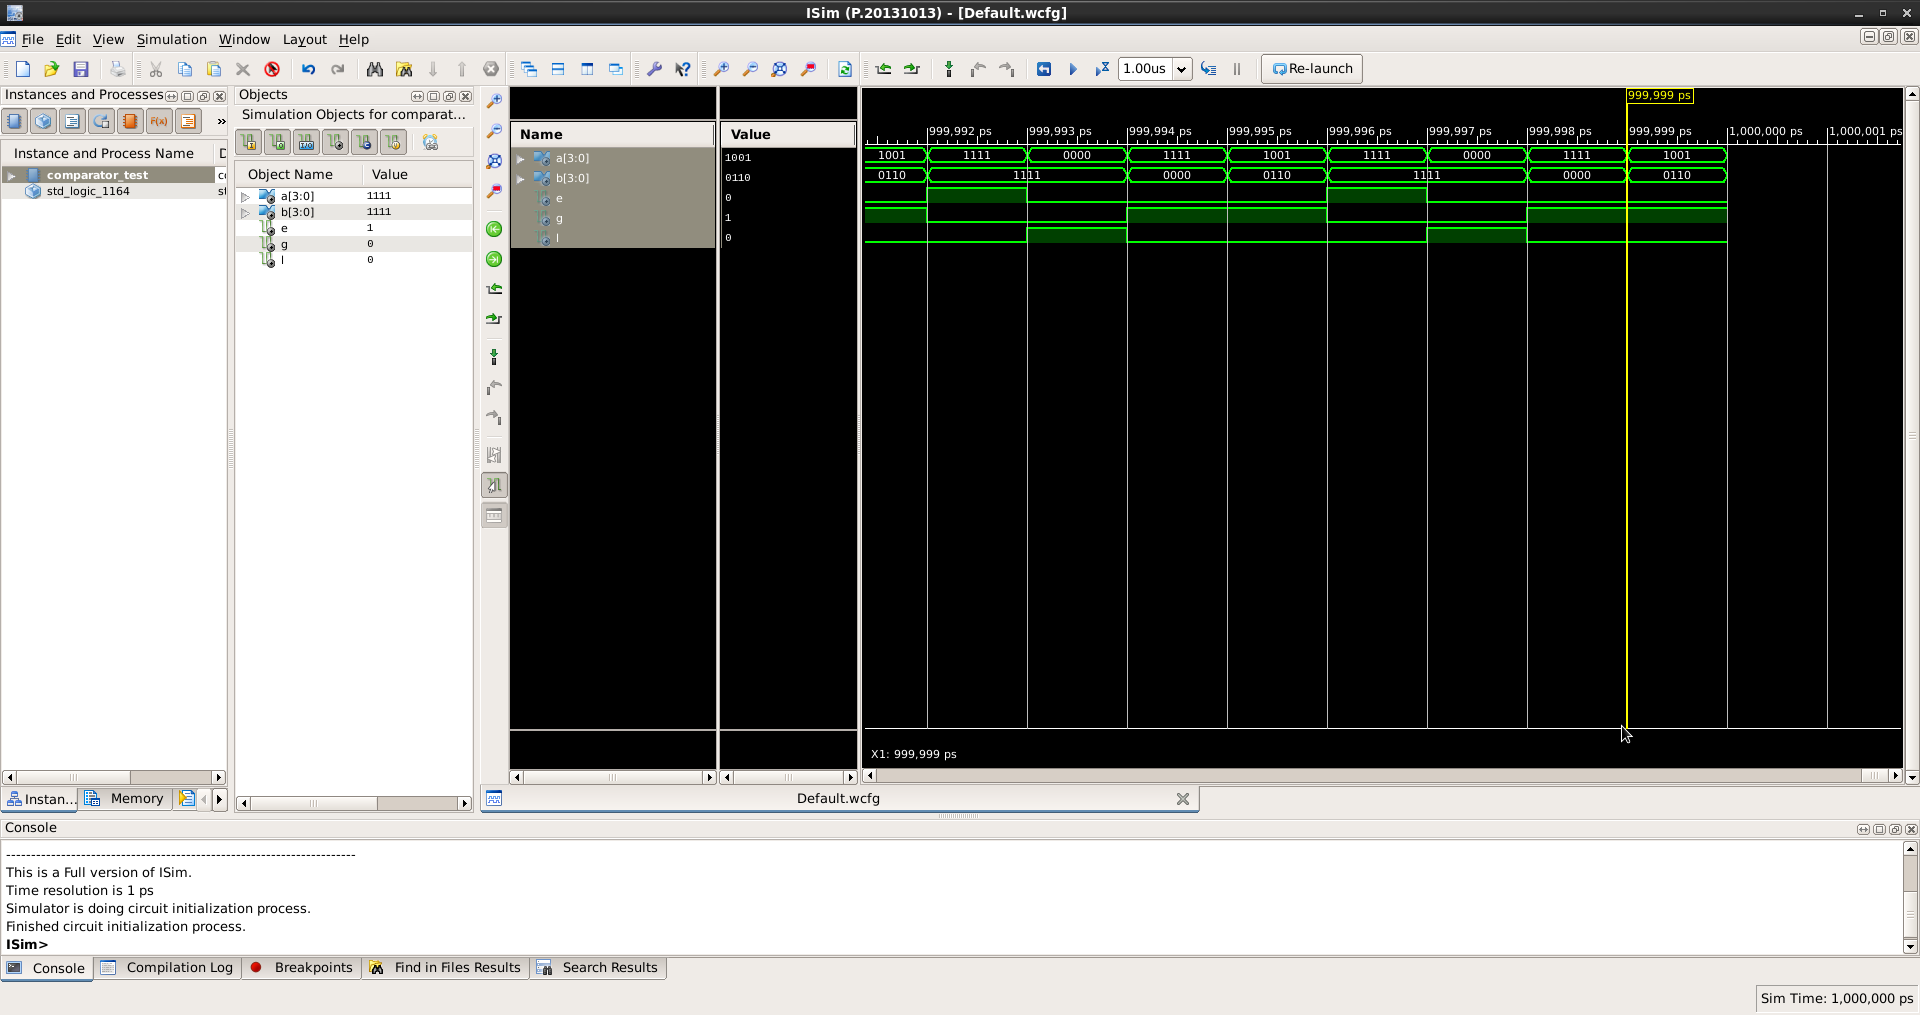 ISim (P.20131013) - [Default.wcfg]
File Edit View Simulation Window Layout Help
1.00us Re-launch
Instances and Processes
Instance and Process Name
comparator_test
std_logic_1164
Instan... Memory
Objects
Simulation Objects for comparat...
Object Name Value
a[3:0] 1111
b[3:0] 1111
e 1
g 0
l 0
Name Value
a[3:0] 1001
b[3:0] 0110
e 0
g 1
l 0
999,999 ps
999,992 ps 999,993 ps 999,994 ps 999,995 ps 999,996 ps 999,997 ps 999,998 ps 999,999 ps 1,000,000 ps 1,000,001 ps
1001 1111 0000 1111 1001 1111 0000 1111 1001
0110 1111 0000 0110 1111 0000 0110
X1: 999,999 ps
Default.wcfg
Console
This is a Full version of ISim.
Time resolution is 1 ps
Simulator is doing circuit initialization process.
Finished circuit initialization process.
ISim>
Console Compilation Log Breakpoints Find in Files Results Search Results
Sim Time: 1,000,000 ps